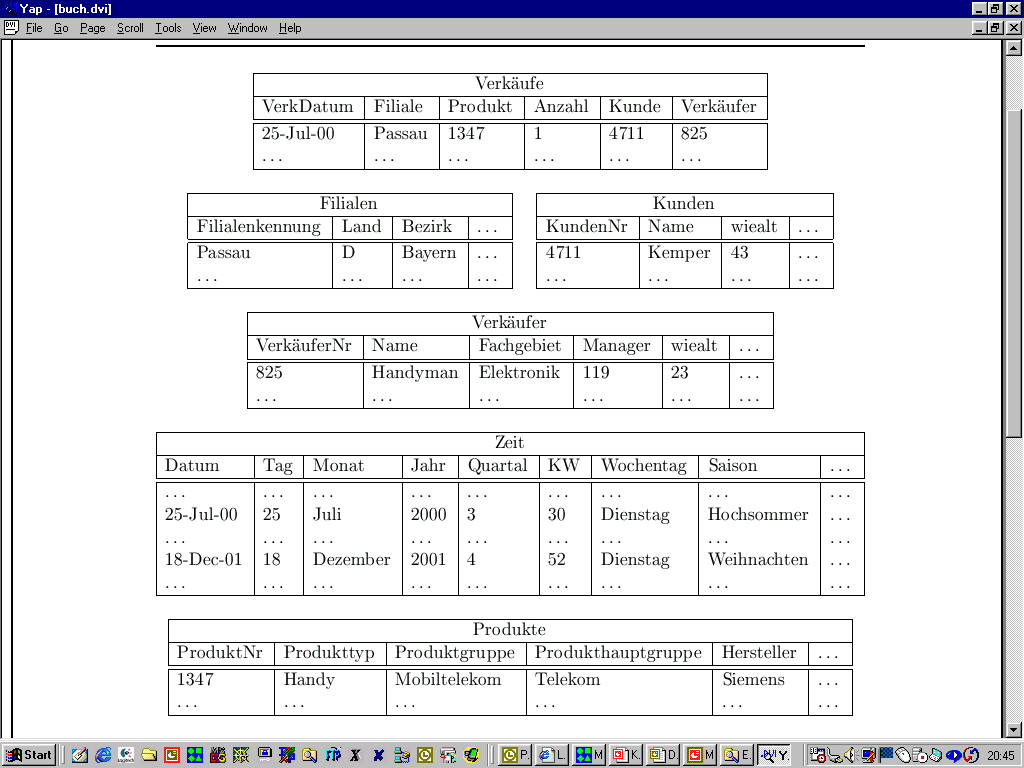 Yap - [buch.dvi]
File Go Page Scroll Tools View Window Help
Verkäufe
VerkDatum Filiale Produkt Anzahl Kunde Verkäufer
25-Jul-00 Passau 1347 1 4711 825
... ... ... ... ... ...
Filialen
Filialenkennung Land Bezirk ...
Passau D Bayern ...
... ... ... ...
Kunden
KundenNr Name wiealt ...
4711 Kemper 43 ...
... ... ... ...
Verkäufer
VerkäuferNr Name Fachgebiet Manager wiealt ...
825 Handyman Elektronik 119 23 ...
... ... ... ... ... ...
Zeit
Datum Tag Monat Jahr Quartal KW Wochentag Saison ...
... ... ... ... ... ... ... ... ...
25-Jul-00 25 Juli 2000 3 30 Dienstag Hochsommer ...
... ... ... ... ... ... ... ... ...
18-Dec-01 18 Dezember 2001 4 52 Dienstag Weihnachten ...
... ... ... ... ... ... ... ... ...
Produkte
ProduktNr Produkttyp Produktgruppe Produkthauptgruppe Hersteller ...
1347 Handy Mobiltelekom Telekom Siemens ...
... ... ... ... ... ...
Start P. L. M K. D. M E. Y. 20:45